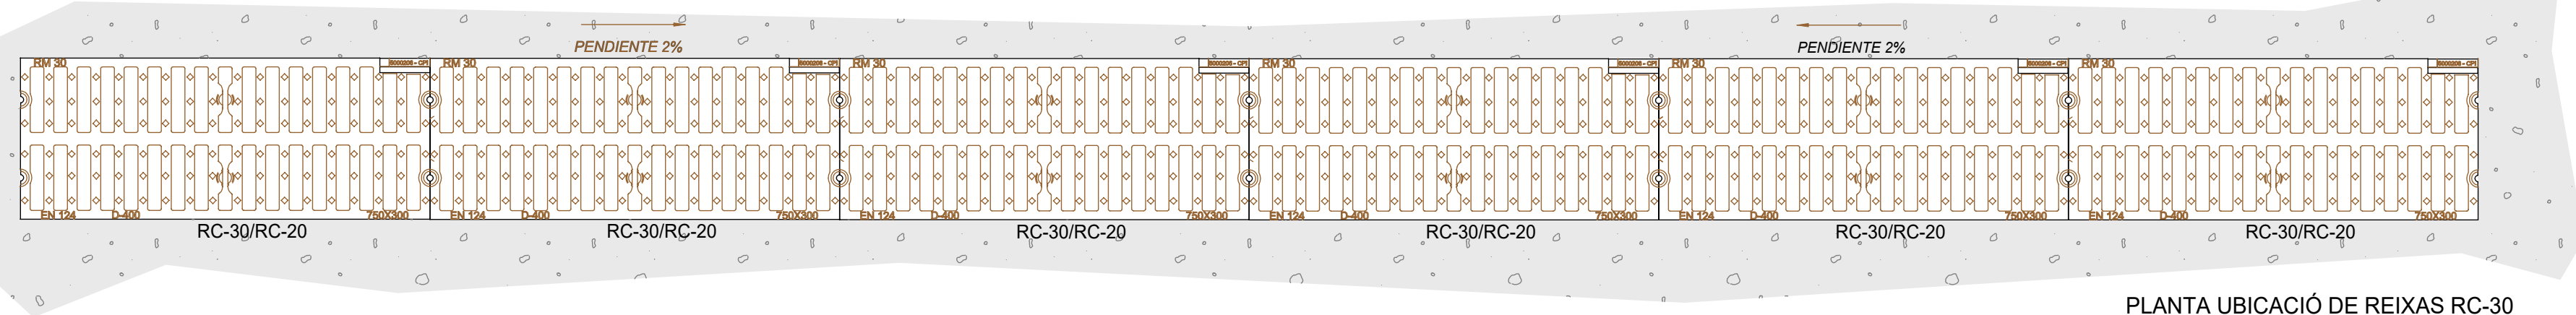 PENDIENTE 2% PENDIENTE 2%
RM 30 RM 30 RM 30 RM 30 RM 30 RM 30
EN 124 D-400 750X300 EN 124 D-400 750X300 EN 124 D-400 750X300 EN 124 D-400 750X300 EN 124 D-400 750X300 EN 124 D-400 750X300
RC-30/RC-20 RC-30/RC-20 RC-30/RC-20 RC-30/RC-20 RC-30/RC-20 RC-30/RC-20
PLANTA UBICACIÓ DE REIXAS RC-30